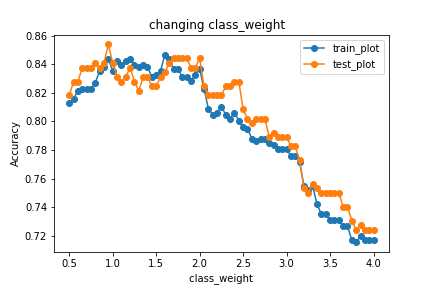 changing class_weight
train_plot
test_plot
Accuracy
0.86
0.84
0.82
0.80
0.78
0.76
0.74
0.72
0.5 1.0 1.5 2.0 2.5 3.0 3.5 4.0
class_weight